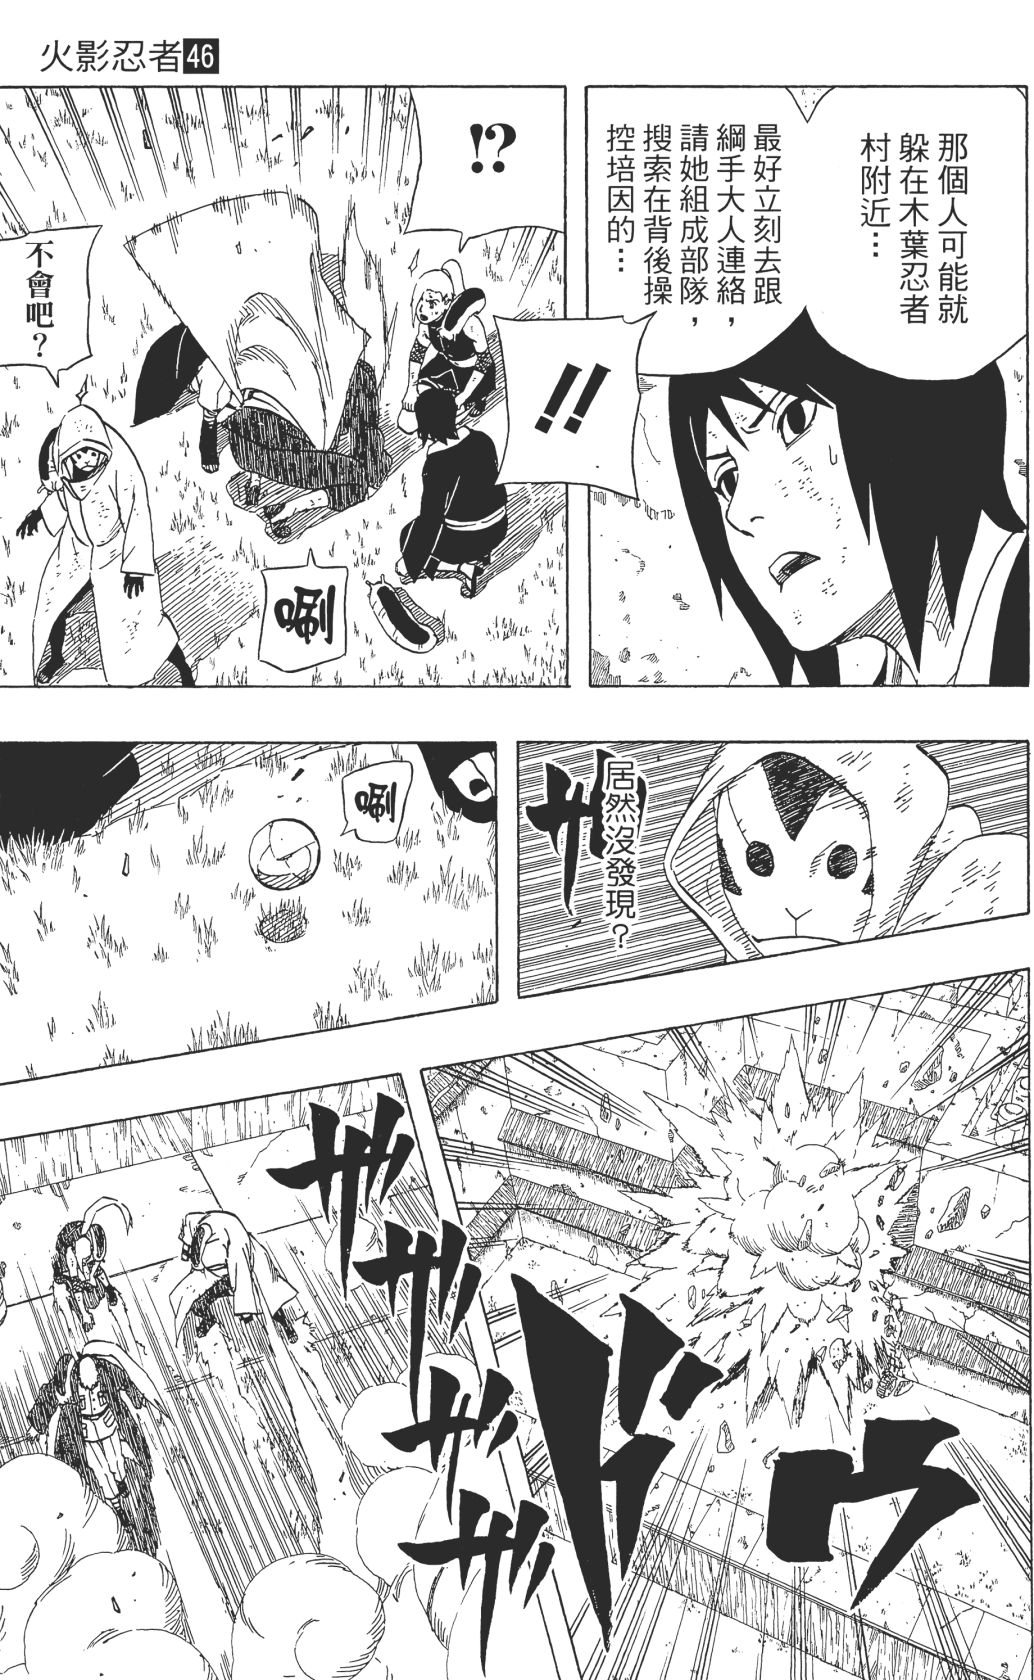 火影忍者46
那個人可能就
躲在木葉忍者
村附近…
最好立刻去跟
綱手大人連絡，
請她組成部隊，
搜索在背後操
控培因的…
!!
!?
不會吧？
唰
居然沒發現？
ザ
唰
ドウ
ザザザザ